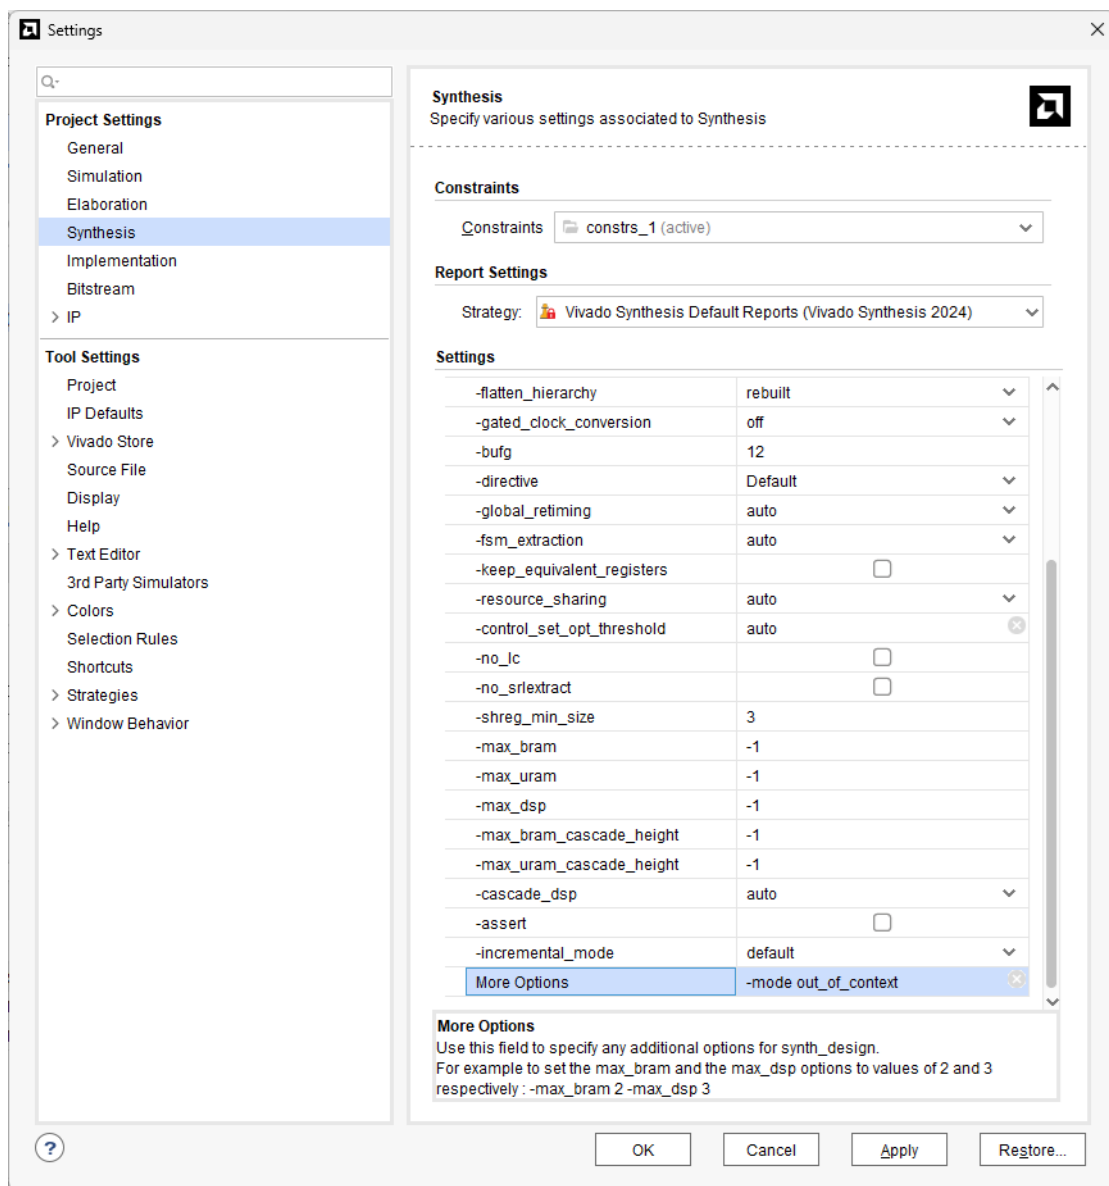 Settings
Project Settings
General
Simulation
Elaboration
Synthesis
Implementation
Bitstream
IP
Tool Settings
Project
IP Defaults
Vivado Store
Source File
Display
Help
Text Editor
3rd Party Simulators
Colors
Selection Rules
Shortcuts
Strategies
Window Behavior
Synthesis
Specify various settings associated to Synthesis
Constraints
Constraints constrs_1 (active)
Report Settings
Strategy: Vivado Synthesis Default Reports (Vivado Synthesis 2024)
Settings
-flatten_hierarchy rebuilt
-gated_clock_conversion off
-bufg 12
-directive Default
-global_retiming auto
-fsm_extraction auto
-keep_equivalent_registers
-resource_sharing auto
-control_set_opt_threshold auto
-no_lc
-no_srlextract
-shreg_min_size 3
-max_bram -1
-max_uram -1
-max_dsp -1
-max_bram_cascade_height -1
-max_uram_cascade_height -1
-cascade_dsp auto
-assert
-incremental_mode default
More Options -mode out_of_context
More Options
Use this field to specify any additional options for synth_design.
For example to set the max_bram and the max_dsp options to values of 2 and 3
respectively : -max_bram 2 -max_dsp 3
? OK Cancel Apply Restore...